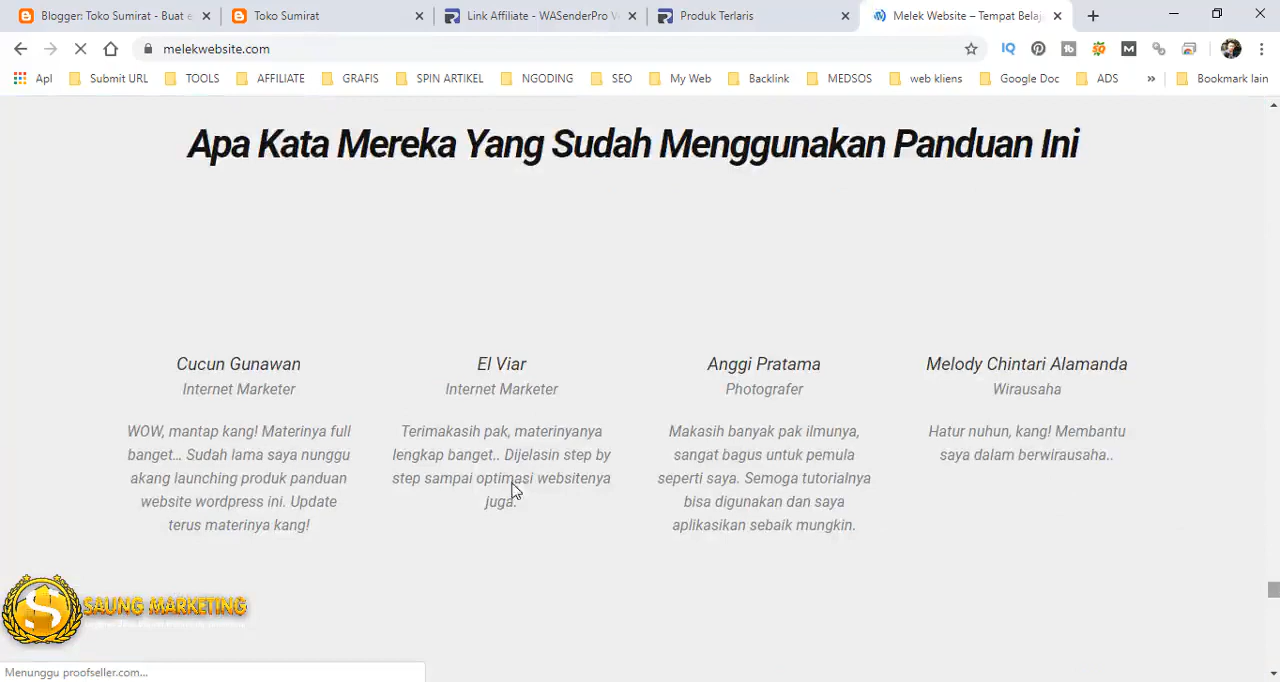 Blogger: Toko Sumirat - Buat e
Toko Sumirat
Link Affiliate - WASenderPro W
Produk Terlaris
Melek Website – Tempat Belaj
melekwebsite.com
Apl
Submit URL
TOOLS
AFFILIATE
GRAFIS
SPIN ARTIKEL
NGODING
SEO
My Web
Backlink
MEDSOS
web kliens
Google Doc
ADS
Bookmark lain
Apa Kata Mereka Yang Sudah Menggunakan Panduan Ini
Cucun Gunawan
Internet Marketer
WOW, mantap kang! Materinya full
banget... Sudah lama saya nunggu
akang launching produk panduan
website wordpress ini. Update
terus materinya kang!
El Viar
Internet Marketer
Terimakasih pak, materinyanya
lengkap banget.. Dijelasin step by
step sampai optimasi websitenya
juga.
Anggi Pratama
Photografer
Makasih banyak pak ilmunya,
sangat bagus untuk pemula
seperti saya. Semoga tutorialnya
bisa digunakan dan saya
aplikasikan sebaik mungkin.
Melody Chintari Alamanda
Wirausaha
Hatur nuhun, kang! Membantu
saya dalam berwirausaha..
SAUNG MARKETING
Menunggu proofseller.com...